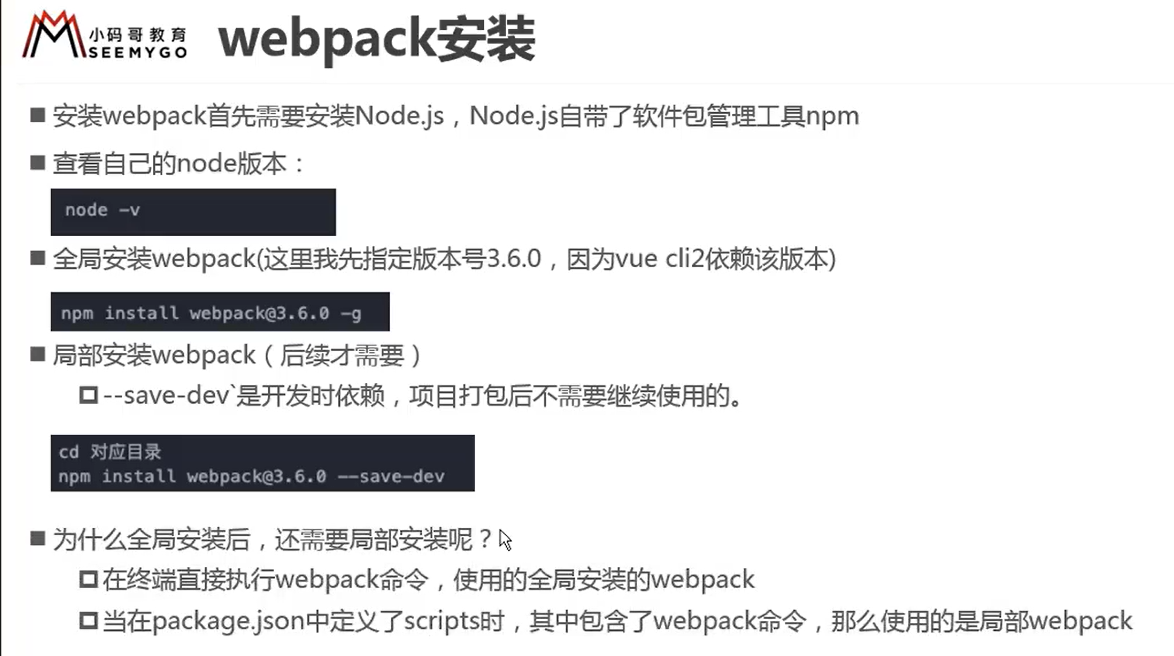 小码哥教育
SEEMYGO
webpack安装
安装webpack首先需要安装Node.js，Node.js自带了软件包管理工具npm
查看自己的node版本：
node -v
全局安装webpack(这里我先指定版本号3.6.0，因为vue cli2依赖该版本)
npm install webpack@3.6.0 -g
局部安装webpack（后续才需要）
--save-dev`是开发时依赖，项目打包后不需要继续使用的。
cd 对应目录
npm install webpack@3.6.0 --save-dev
为什么全局安装后，还需要局部安装呢？
在终端直接执行webpack命令，使用的全局安装的webpack
当在package.json中定义了scripts时，其中包含了webpack命令，那么使用的是局部webpack